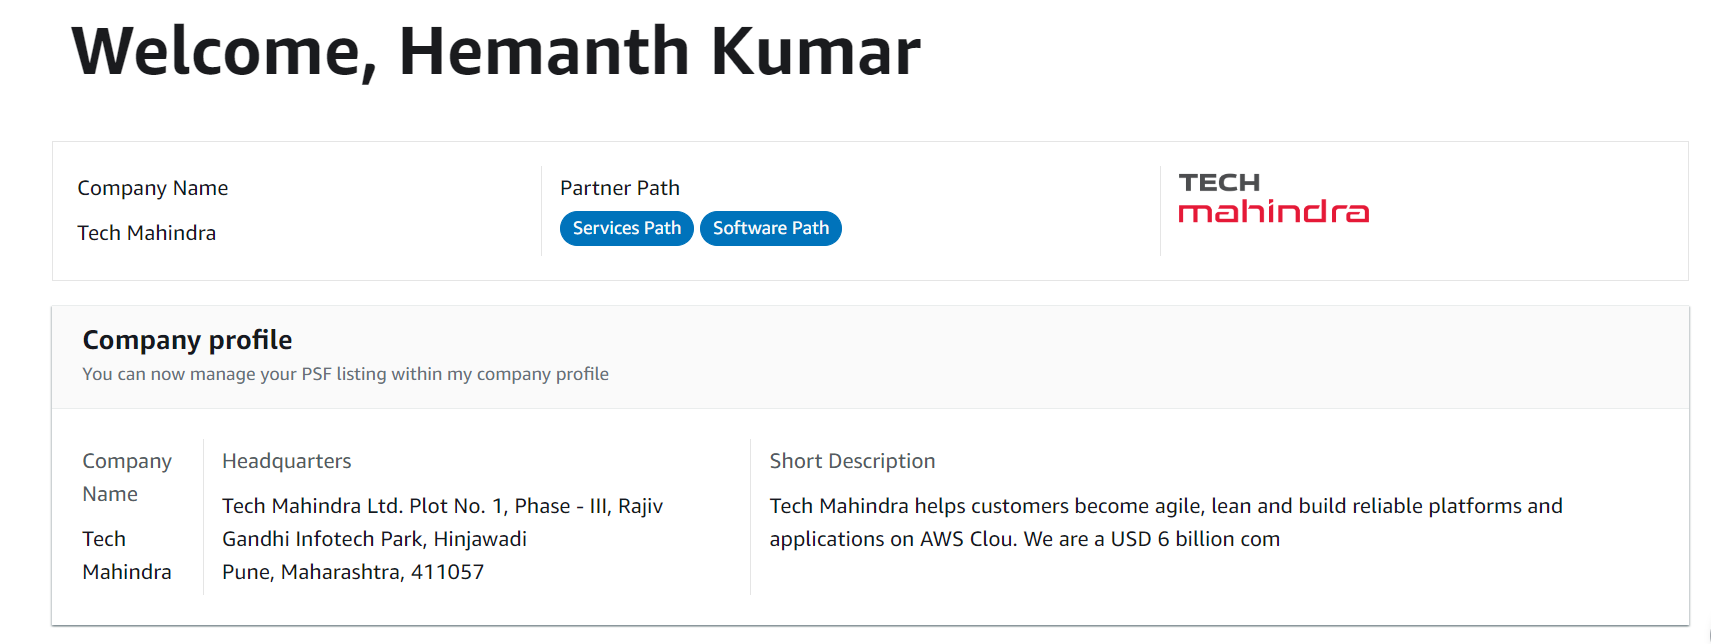 Welcome, Hemanth Kumar
Company Name
Tech Mahindra
Partner Path
Services Path
Software Path
TECH
mahindra
Company profile
You can now manage your PSF listing within my company profile
Company
Name
Tech
Mahindra
Headquarters
Tech Mahindra Ltd. Plot No. 1, Phase - III, Rajiv
Gandhi Infotech Park, Hinjawadi
Pune, Maharashtra, 411057
Short Description
Tech Mahindra helps customers become agile, lean and build reliable platforms and
applications on AWS Clou. We are a USD 6 billion com